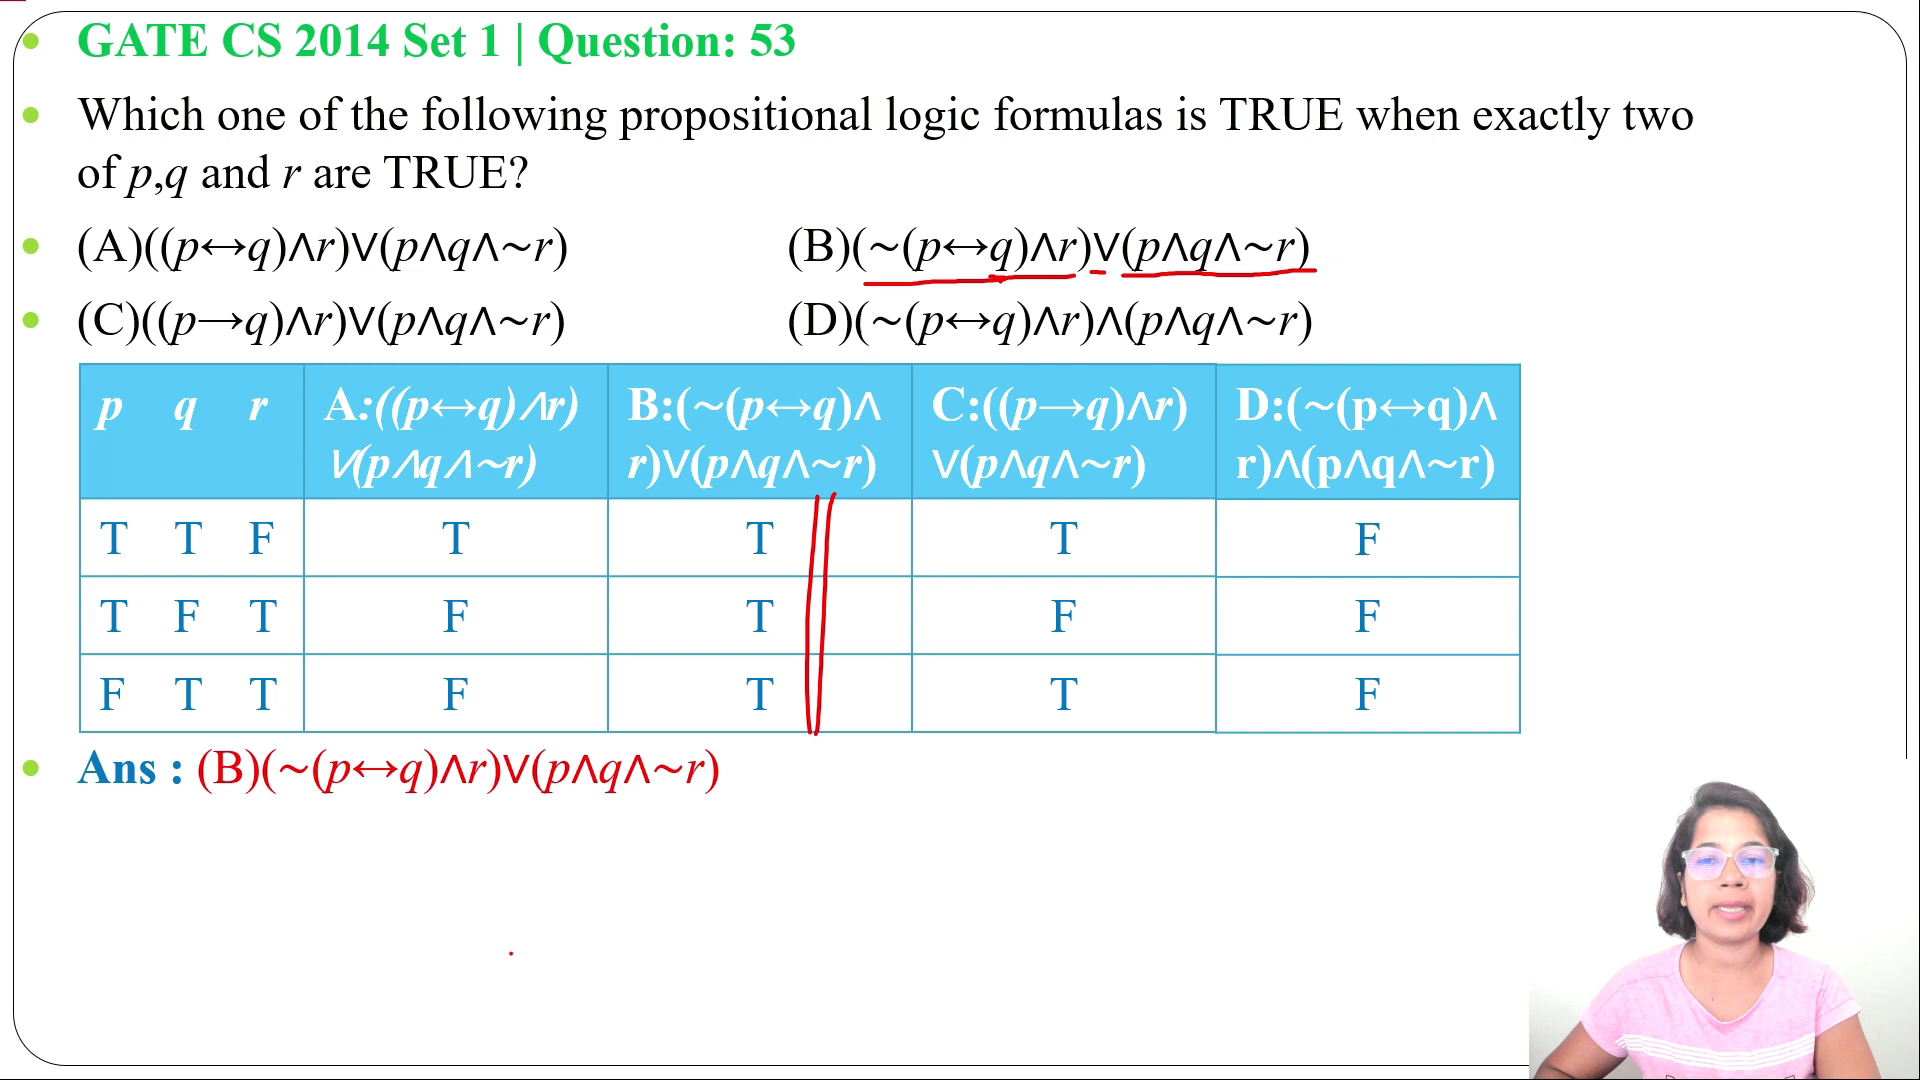 GATE CS 2014 Set 1 | Question: 53
Which one of the following propositional logic formulas is TRUE when exactly two
of p,q and r are TRUE?
(A)((p↔q)∧r)∨(p∧q∧~r) (B)(~(p↔q)∧r)∨(p∧q∧~r)
(C)((p→q)∧r)∨(p∧q∧~r) (D)(~(p↔q)∧r)∧(p∧q∧~r)
p q r A:((p↔q)∧r) B:(~(p↔q)∧ C:((p→q)∧r) D:(~(p↔q)∧
∨(p∧q∧~r) r)∨(p∧q∧~r) ∨(p∧q∧~r) r)∧(p∧q∧~r)
T T F T T T F
T F T F T F F
F T T F T T F
Ans : (B)(~(p↔q)∧r)∨(p∧q∧~r)